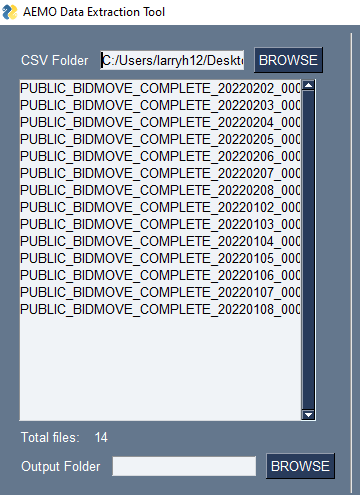 AEMO Data Extraction Tool
CSV Folder C:/Users/larryh12/Deskt BROWSE
PUBLIC_BIDMOVE_COMPLETE_20220202_000
PUBLIC_BIDMOVE_COMPLETE_20220203_000
PUBLIC_BIDMOVE_COMPLETE_20220204_000
PUBLIC_BIDMOVE_COMPLETE_20220205_000
PUBLIC_BIDMOVE_COMPLETE_20220206_000
PUBLIC_BIDMOVE_COMPLETE_20220207_000
PUBLIC_BIDMOVE_COMPLETE_20220208_000
PUBLIC_BIDMOVE_COMPLETE_20220102_000
PUBLIC_BIDMOVE_COMPLETE_20220103_000
PUBLIC_BIDMOVE_COMPLETE_20220104_000
PUBLIC_BIDMOVE_COMPLETE_20220105_000
PUBLIC_BIDMOVE_COMPLETE_20220106_000
PUBLIC_BIDMOVE_COMPLETE_20220107_000
PUBLIC_BIDMOVE_COMPLETE_20220108_000
Total files: 14
Output Folder BROWSE